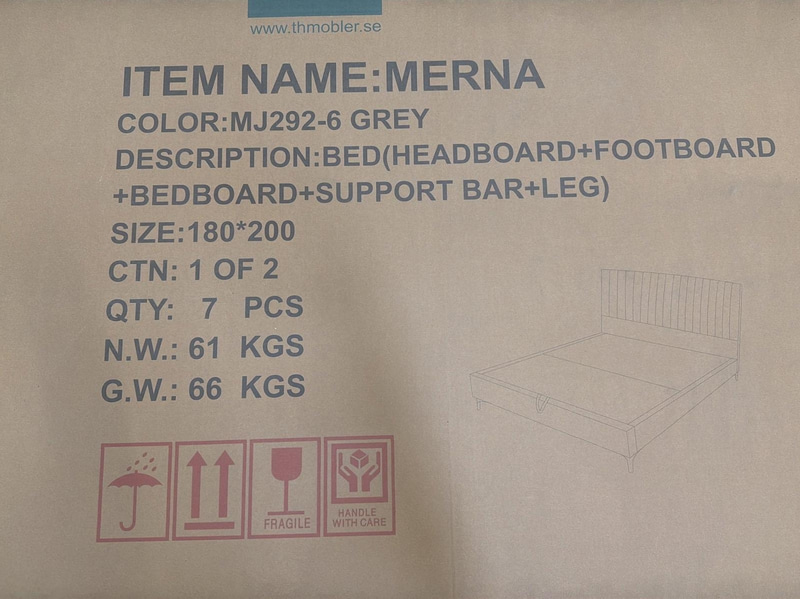 www.thmobler.se
ITEM NAME:MERNA
COLOR:MJ292-6 GREY
DESCRIPTION:BED(HEADBOARD+FOOTBOARD
+BEDBOARD+SUPPORT BAR+LEG)
SIZE:180*200
CTN: 1 OF 2
QTY: 7 PCS
N.W.: 61 KGS
G.W.: 66 KGS
FRAGILE
HANDLE
WITH CARE